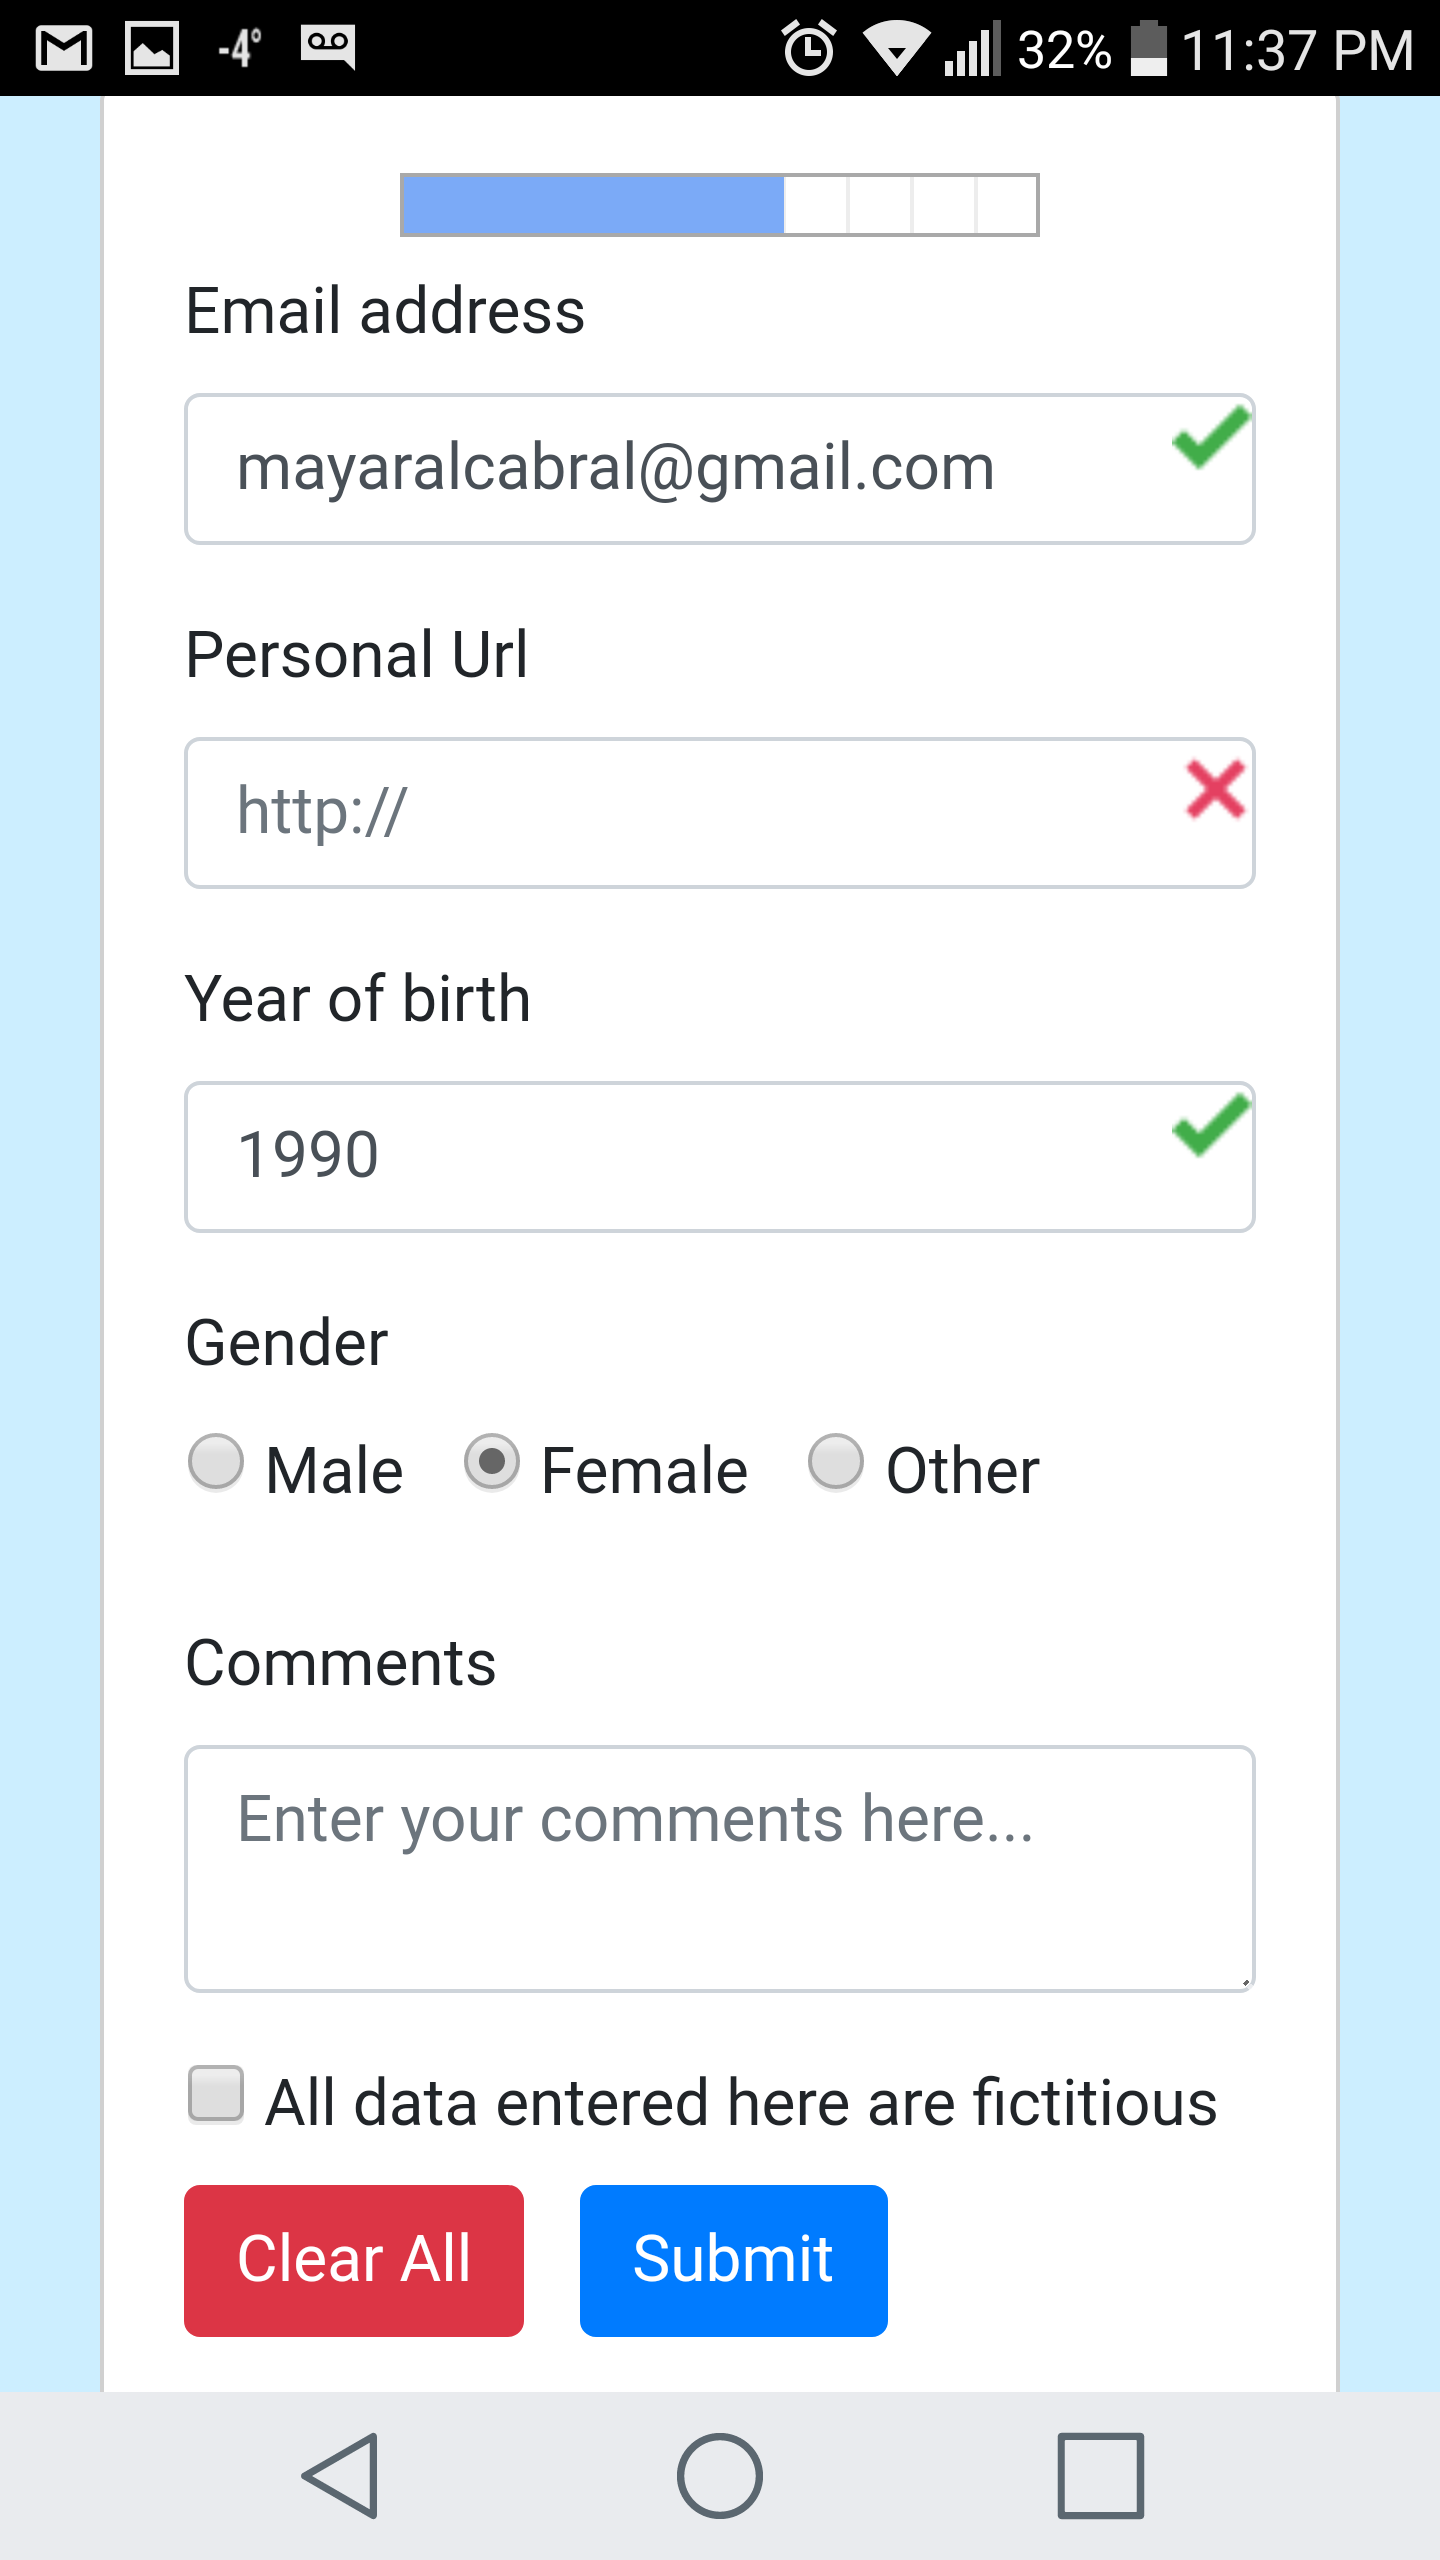 -4° 32% 11:37 PM
Email address
mayaralcabral@gmail.com
Personal Url
http://
Year of birth
1990
Gender
Male Female Other
Comments
Enter your comments here...
All data entered here are fictitious
Clear All Submit